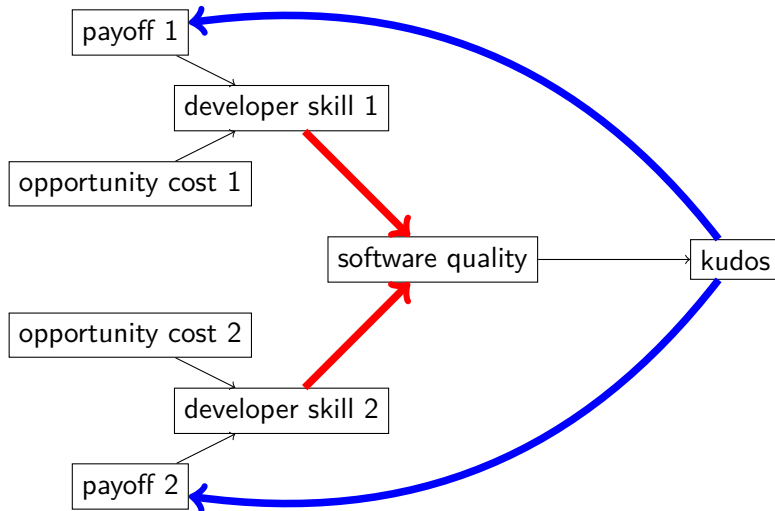 payoff 1
developer skill 1
opportunity cost 1
software quality
kudos
opportunity cost 2
developer skill 2
payoff 2